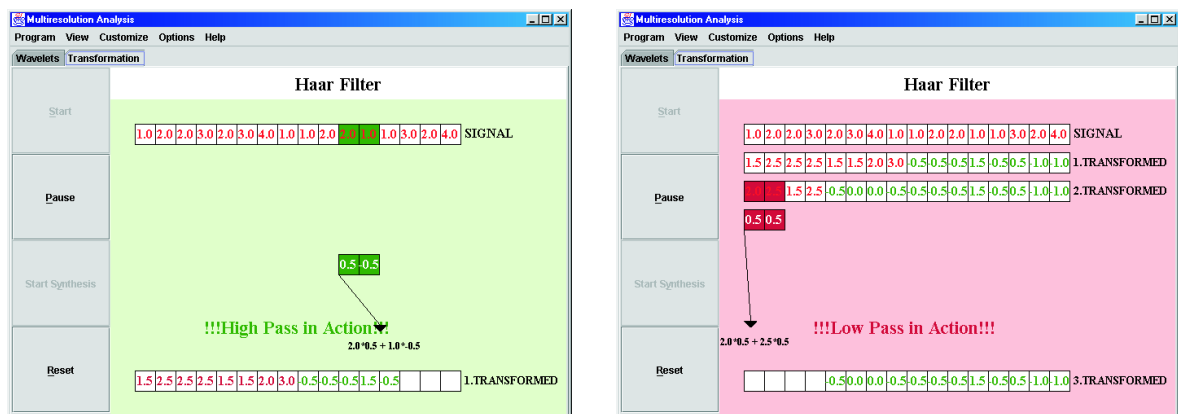 Multiresolution Analysis
Program View Customize Options Help
Wavelets Transformation
Start
Pause
Start Synthesis
Reset
Haar Filter
1.0 2.0 2.0 3.0 2.0 3.0 4.0 1.0 1.0 2.0 2.0 1.0 1.0 3.0 2.0 4.0 SIGNAL
0.5 -0.5
!!!High Pass in Action!!!
2.0*0.5 + 1.0*-0.5
1.5 2.5 2.5 2.5 1.5 1.5 2.0 3.0 -0.5 -0.5 -0.5 1.5 -0.5 1.TRANSFORMED
Multiresolution Analysis
Program View Customize Options Help
Wavelets Transformation
Start
Pause
Start Synthesis
Reset
Haar Filter
1.0 2.0 2.0 3.0 2.0 3.0 4.0 1.0 1.0 2.0 2.0 1.0 1.0 3.0 2.0 4.0 SIGNAL
1.5 2.5 2.5 2.5 1.5 1.5 2.0 3.0 -0.5 -0.5 -0.5 1.5 -0.5 0.5 -1.0 -1.0 1.TRANSFORMED
1.5 2.5 -0.5 0.0 0.0 -0.5 -0.5 -0.5 -0.5 1.5 -0.5 0.5 -1.0 -1.0 2.TRANSFORMED
0.5 0.5
!!!Low Pass in Action!!!
2.0*0.5 + 2.5*0.5
-0.5 0.0 0.0 -0.5 -0.5 -0.5 -0.5 1.5 -0.5 0.5 -1.0 -1.0 3.TRANSFORMED